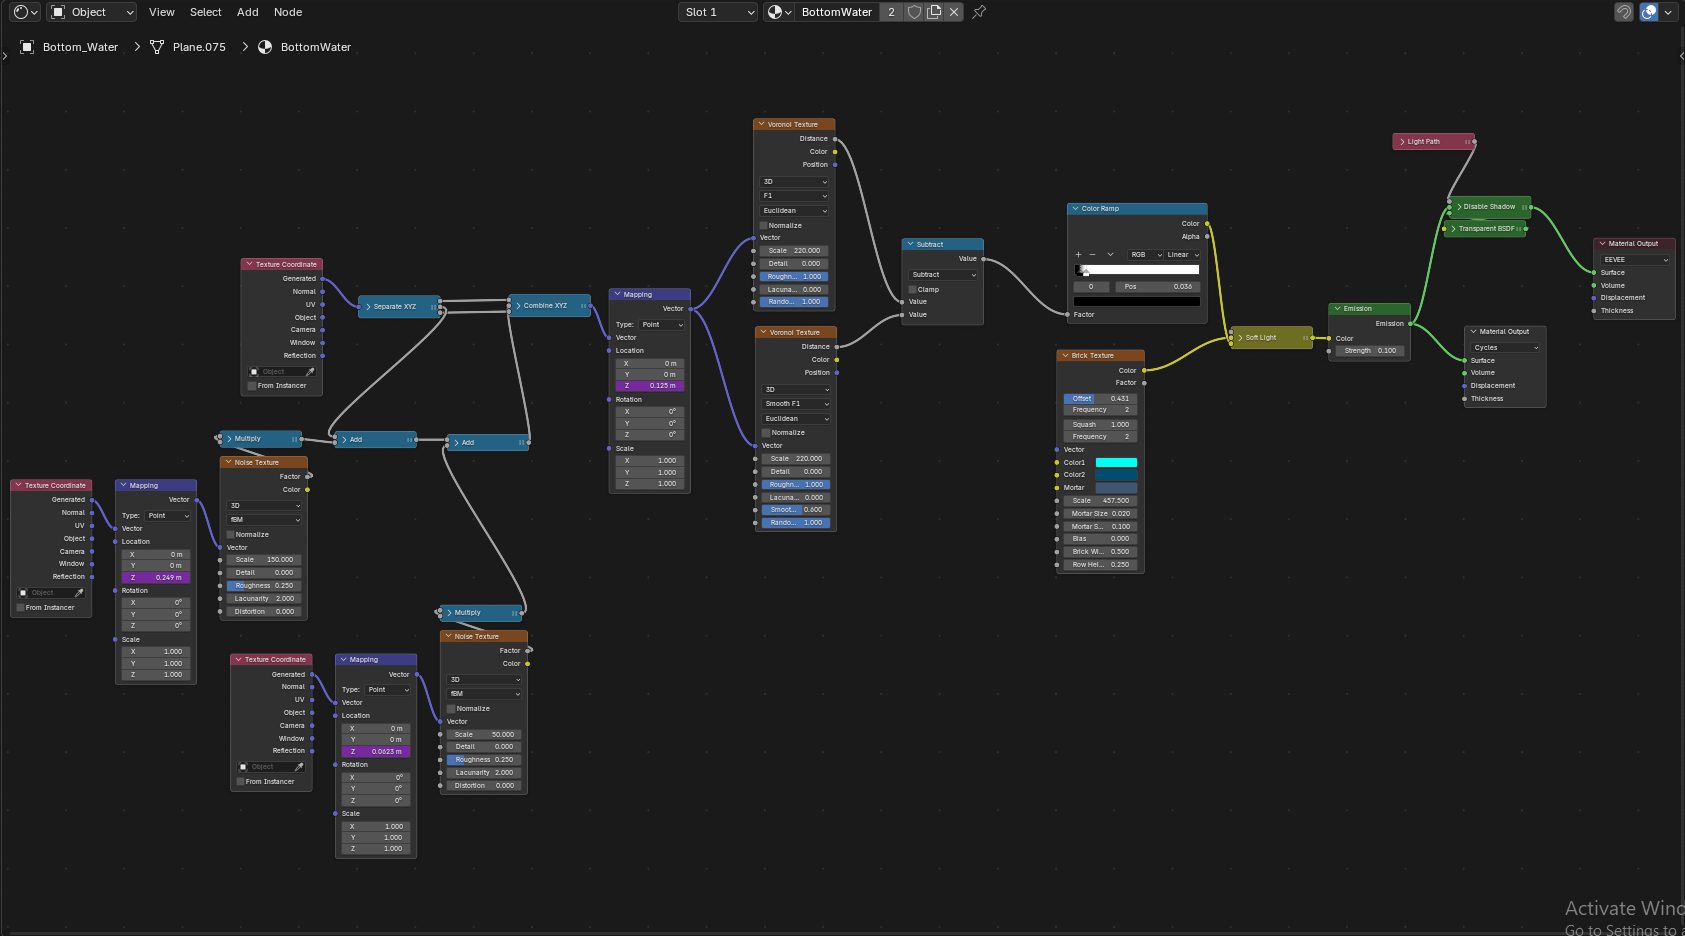 Object
View
Select
Add
Node
Slot 1
BottomWater
2
Bottom_Water
Plane.075
BottomWater
Texture Coordinate
Generated
Normal
UV
Object
Camera
Window
Reflection
Object
From Instancer
Separate XYZ
Combine XYZ
Mapping
Vector
Type: Point
Vector
Location
X 0 m
Y 0 m
Z 0.125 m
Rotation
X 0°
Y 0°
Z 0°
Scale
X 1.000
Y 1.000
Z 1.000
Voronoi Texture
Distance
Color
Position
3D
F1
Euclidean
Normalize
Vector
Scale 220.000
Detail 0.000
Roughn... 1.000
Lacuna... 0.000
Rando... 1.000
Voronoi Texture
Distance
Color
Position
3D
Smooth F1
Euclidean
Normalize
Vector
Scale 220.000
Detail 0.000
Roughn... 1.000
Lacuna... 0.000
Smoot... 0.600
Rando... 1.000
Subtract
Value
Subtract
Clamp
Value
Value
Color Ramp
Color
Alpha
RGB
Linear
0
Pos 0.036
Factor
Brick Texture
Color
Factor
Offset 0.431
Frequency 2
Squash 1.000
Frequency 2
Vector
Color1
Color2
Mortar
Scale 457.500
Mortar Size 0.020
Mortar S... 0.100
Bias 0.000
Brick Wi... 0.500
Row Hei... 0.250
Soft Light
Emission
Emission
Color
Strength 0.100
Light Path
Disable Shadow
Transparent BSDF
Material Output
EEVEE
Surface
Volume
Displacement
Thickness
Material Output
Cycles
Surface
Volume
Displacement
Thickness
Multiply
Add
Add
Noise Texture
Factor
Color
3D
fBM
Normalize
Vector
Scale 150.000
Detail 0.000
Roughness 0.250
Lacunarity 2.000
Distortion 0.000
Texture Coordinate
Generated
Normal
UV
Object
Camera
Window
Reflection
Object
From Instancer
Mapping
Vector
Type: Point
Vector
Location
X 0 m
Y 0 m
Z 0.249 m
Rotation
X 0°
Y 0°
Z 0°
Scale
X 1.000
Y 1.000
Z 1.000
Multiply
Noise Texture
Factor
Color
3D
fBM
Normalize
Vector
Scale 50.000
Detail 0.000
Roughness 0.250
Lacunarity 2.000
Distortion 0.000
Texture Coordinate
Generated
Normal
UV
Object
Camera
Window
Reflection
Object
From Instancer
Mapping
Vector
Type: Point
Vector
Location
X 0 m
Y 0 m
Z 0.0623 m
Rotation
X 0°
Y 0°
Z 0°
Scale
X 1.000
Y 1.000
Z 1.000
Activate Wind
Go to Settings to a